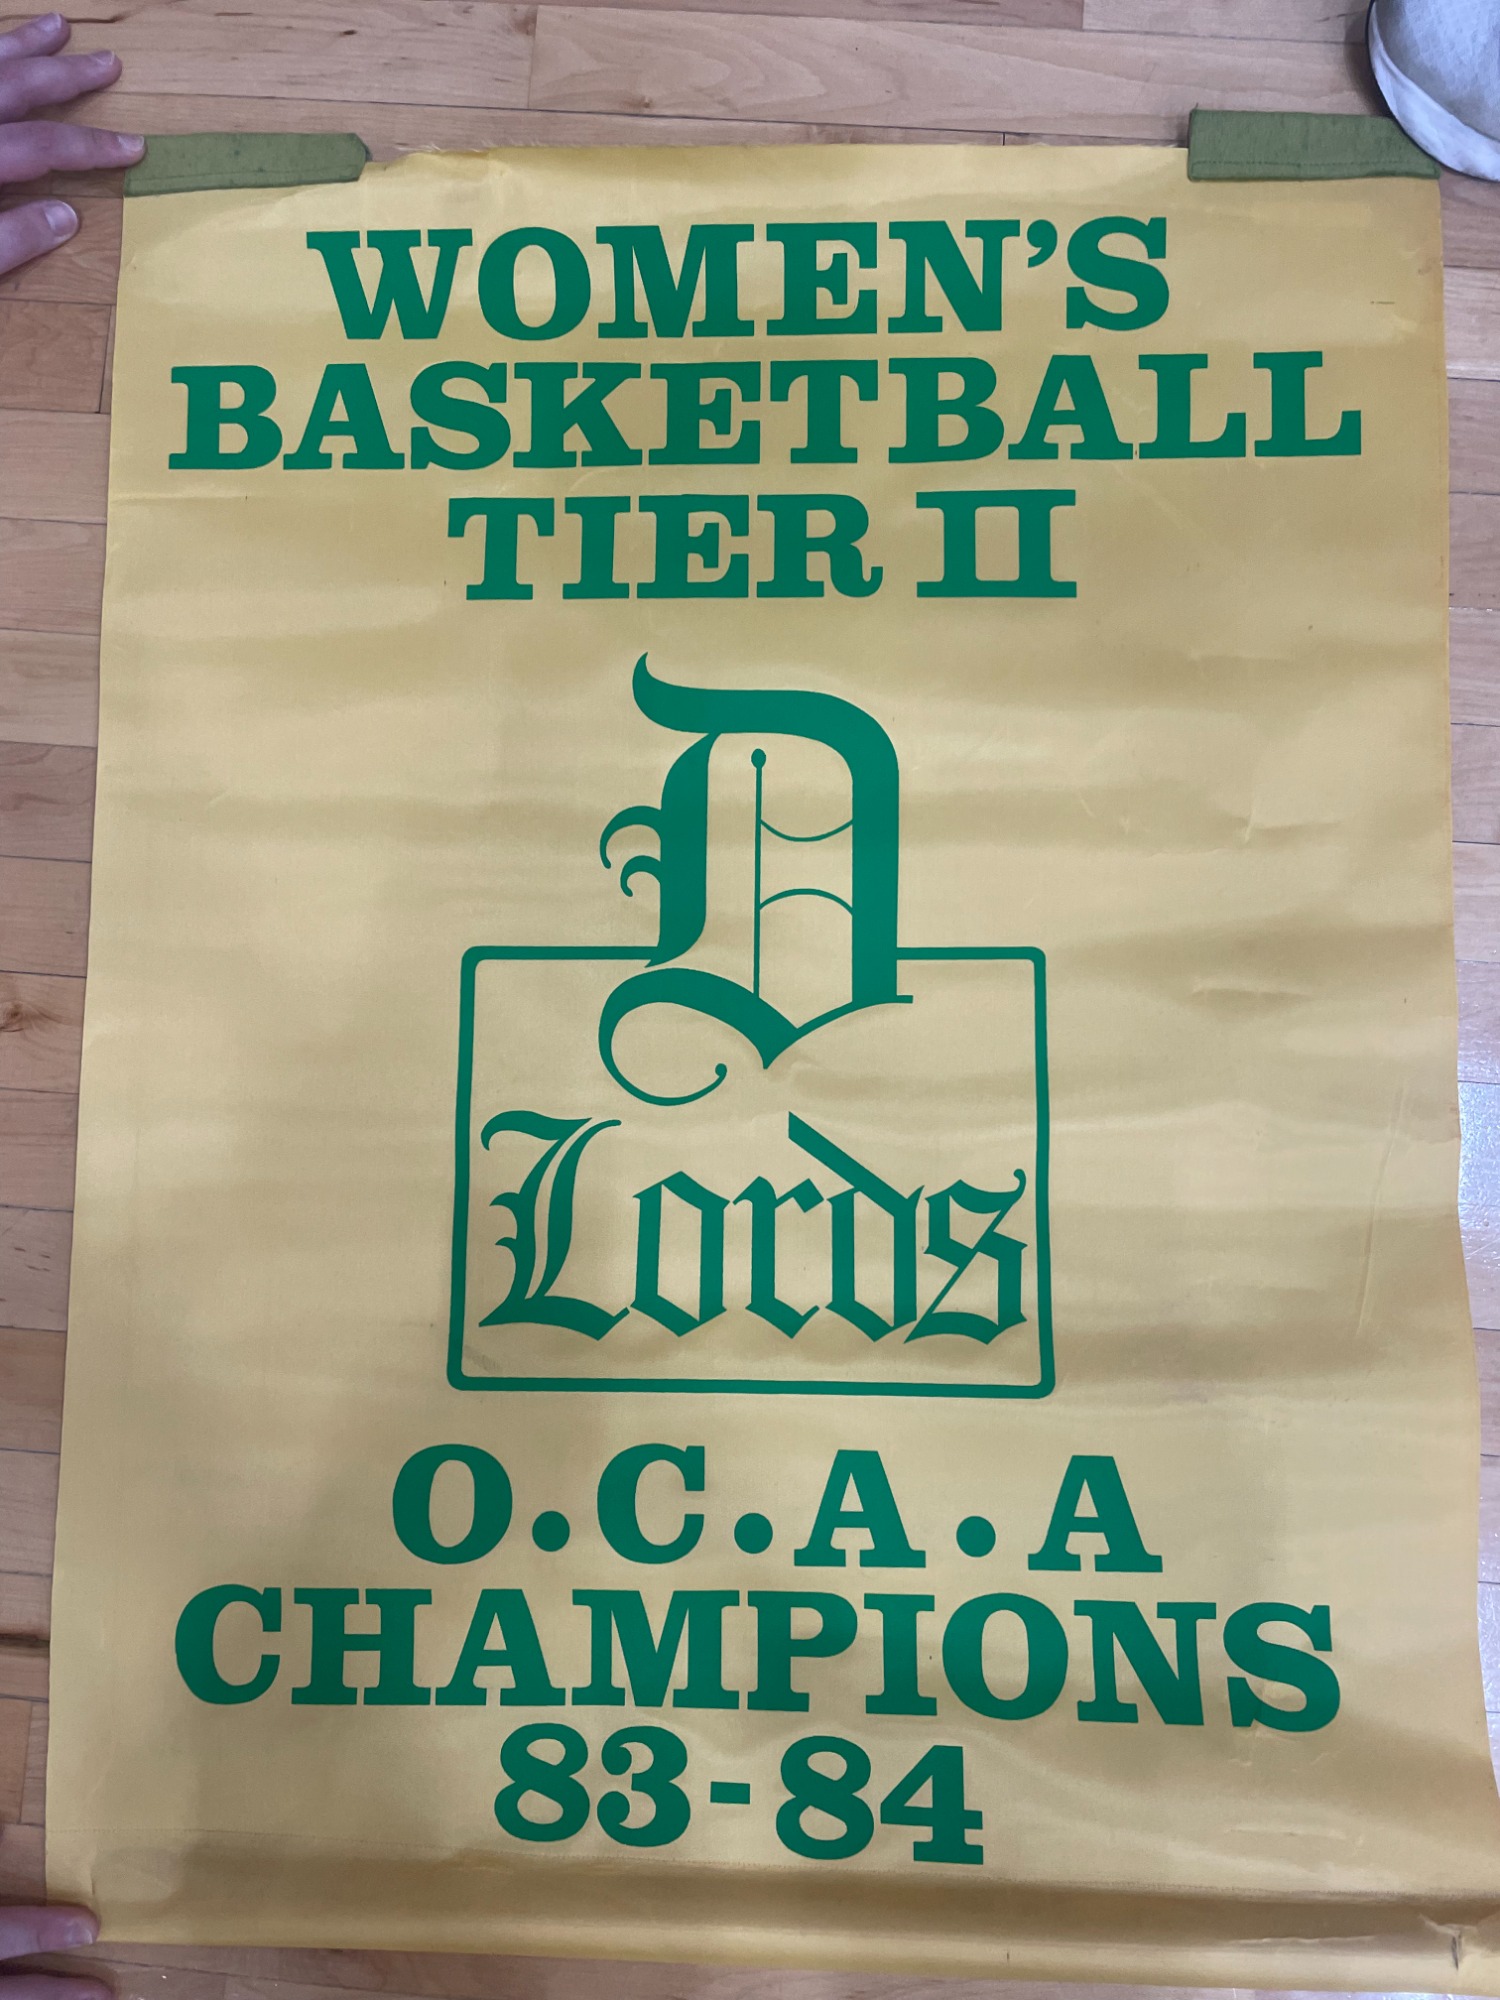 WOMEN'S
BASKETBALL
TIER II
D
Lords
O.C.A.A
CHAMPIONS
83-84